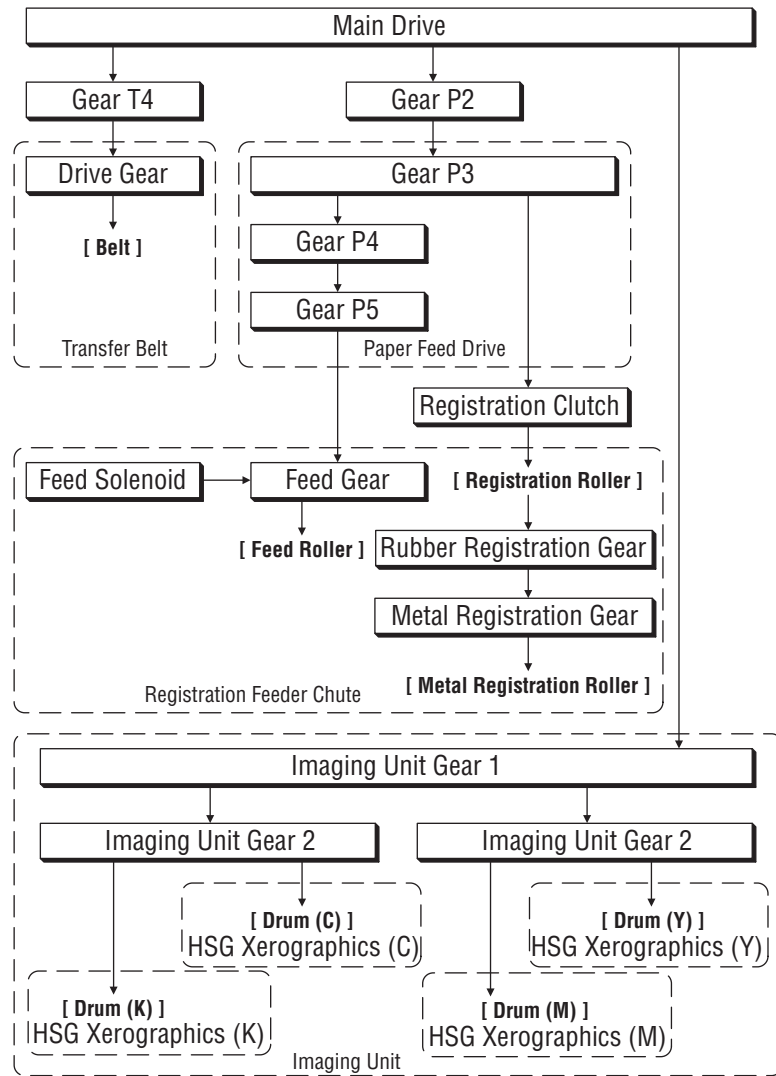 Main Drive
Gear T4
Gear P2
Drive Gear
Gear P3
[ Belt ]
Gear P4
Gear P5
Transfer Belt
Paper Feed Drive
Registration Clutch
Feed Solenoid
Feed Gear
[ Registration Roller ]
[ Feed Roller ]
Rubber Registration Gear
Metal Registration Gear
[ Metal Registration Roller ]
Registration Feeder Chute
Imaging Unit Gear 1
Imaging Unit Gear 2
Imaging Unit Gear 2
[ Drum (C) ]
HSG Xerographics (C)
[ Drum (Y) ]
HSG Xerographics (Y)
[ Drum (K) ]
HSG Xerographics (K)
[ Drum (M) ]
HSG Xerographics (M)
Imaging Unit